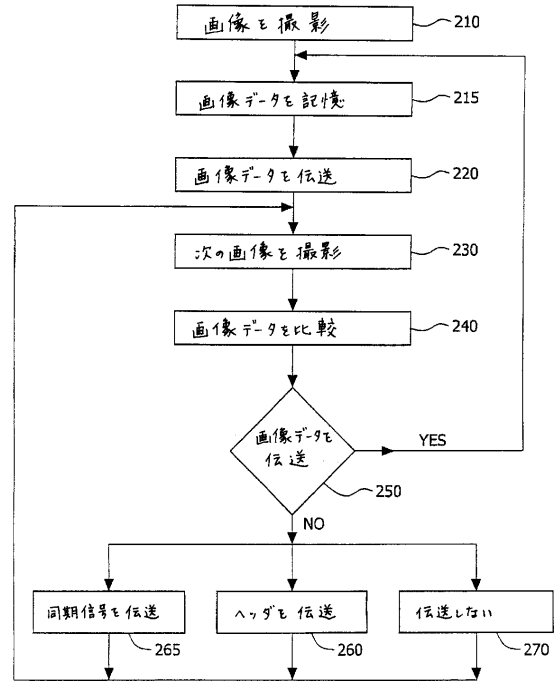 画像を撮影
210
画像データを記憶
215
画像データを伝送
220
次の画像を撮影
230
画像データを比較
240
画像データを
伝送
YES
250
NO
同期信号を伝送
265
ヘッダを伝送
260
伝送しない
270